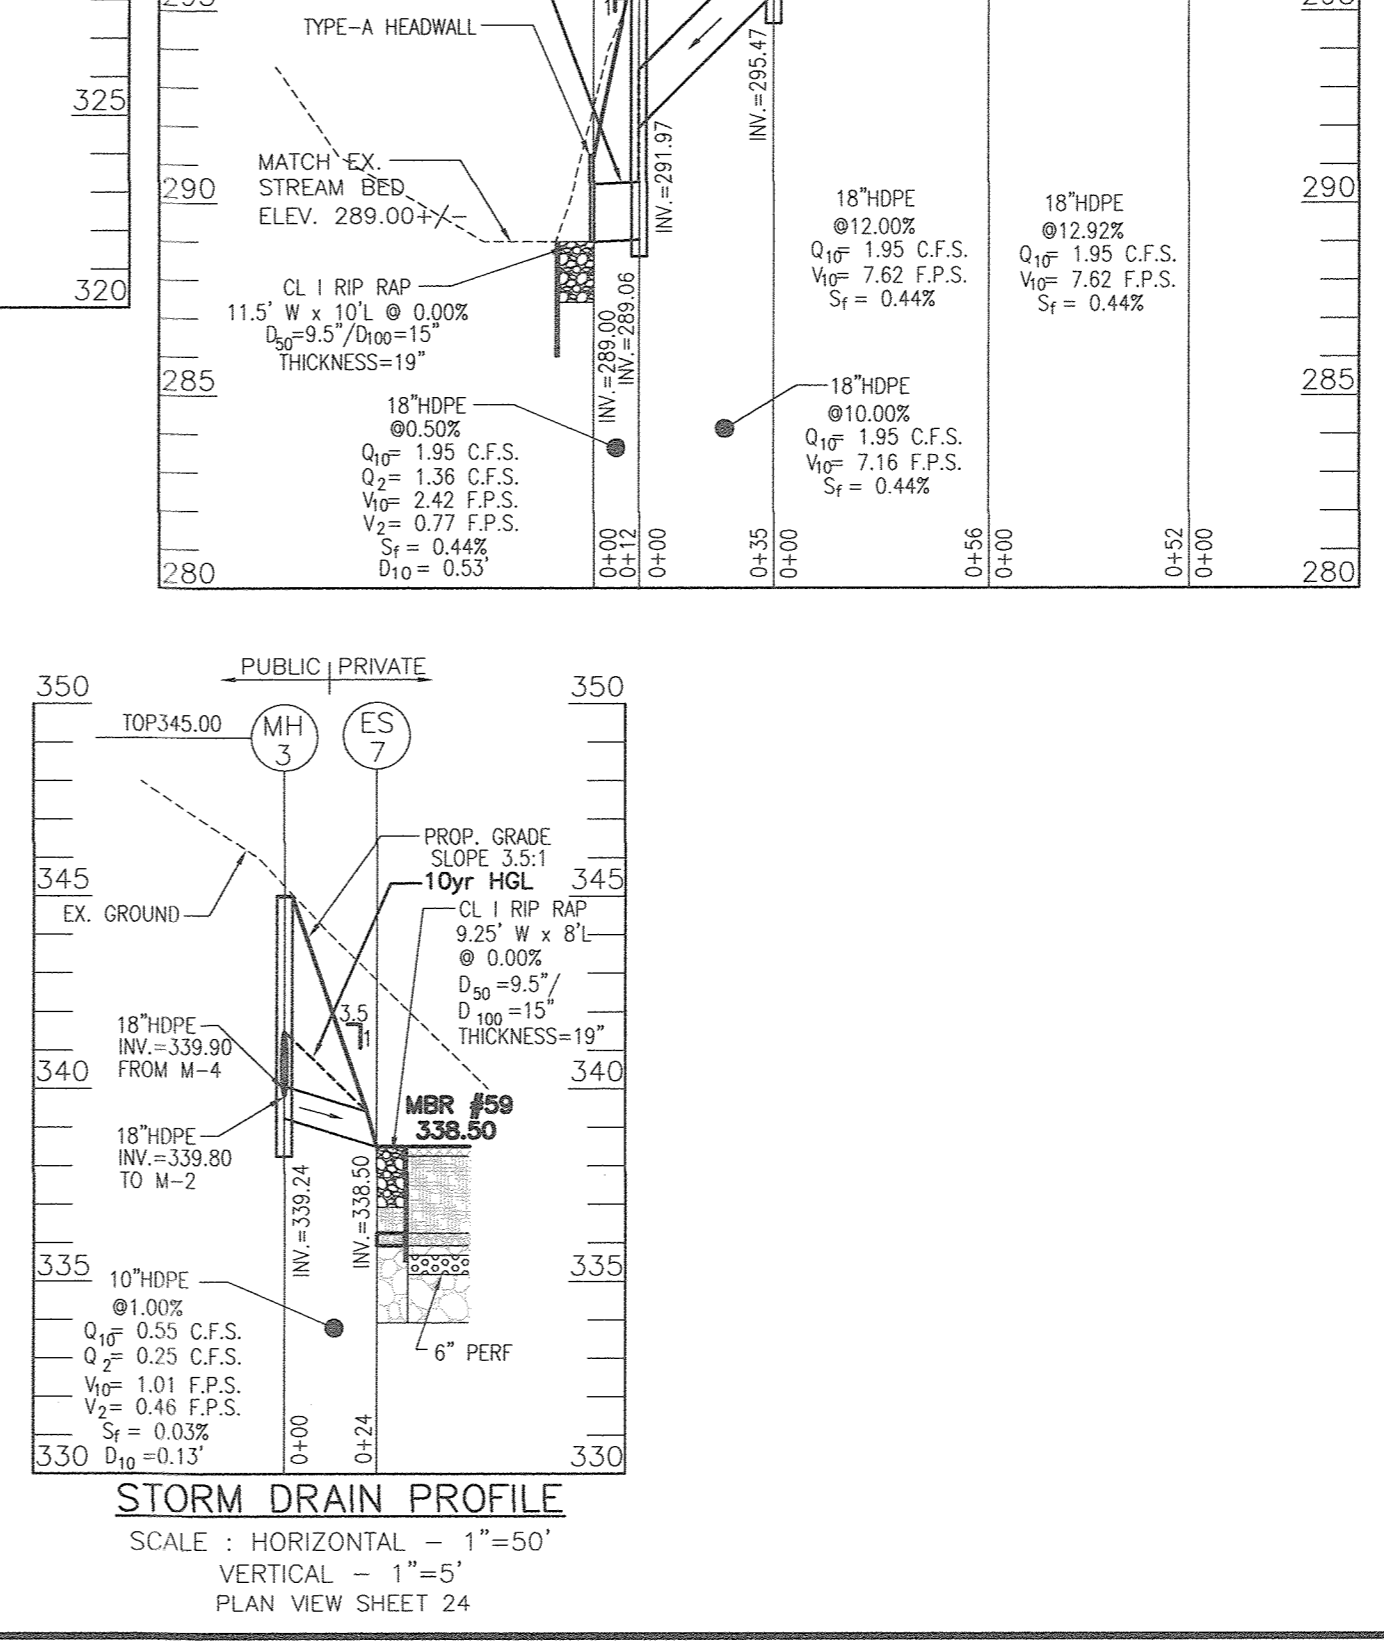 325
320
TYPE-A HEADWALL
MATCH EX.
STREAM BED
ELEV. 289.00+/-
CL I RIP RAP
11.5' W x 10'L @ 0.00%
D50=9.5"/D100=15"
THICKNESS=19"
290
285
280
18"HDPE
@0.50%
Q10= 1.95 C.F.S.
Q2= 1.36 C.F.S.
V10= 2.42 F.P.S.
V2= 0.77 F.P.S.
Sf = 0.44%
D10 = 0.53'
INV.=289.00
INV.=289.06
INV.=291.97
INV.=295.47
18"HDPE
@10.00%
Q10= 1.95 C.F.S.
V10= 7.16 F.P.S.
Sf = 0.44%
18"HDPE
@12.00%
Q10= 1.95 C.F.S.
V10= 7.62 F.P.S.
Sf = 0.44%
18"HDPE
@12.92%
Q10= 1.95 C.F.S.
V10= 7.62 F.P.S.
Sf = 0.44%
0+00
0+12
0+00
0+35
0+00
0+56
0+00
0+52
0+00
290
285
280
PUBLIC PRIVATE
350
350
TOP345.00
MH
3
ES
7
PROP. GRADE
SLOPE 3.5:1
10yr HGL
345
345
EX. GROUND
CL I RIP RAP
9.25' W x 8'L
@ 0.00%
D50 =9.5"/
D100 =15"
THICKNESS=19"
3.5
1
18"HDPE
INV.=339.90
FROM M-4
340
340
MBR #59
338.50
18"HDPE
INV.=339.80
TO M-2
INV.=339.24
INV.=338.50
335
335
10"HDPE
@1.00%
Q10= 0.55 C.F.S.
Q2= 0.25 C.F.S.
V10= 1.01 F.P.S.
V2= 0.46 F.P.S.
Sf = 0.03%
D10 =0.13'
6" PERF
0+00
0+24
330
330
STORM DRAIN PROFILE
SCALE : HORIZONTAL - 1"=50'
VERTICAL - 1"=5'
PLAN VIEW SHEET 24